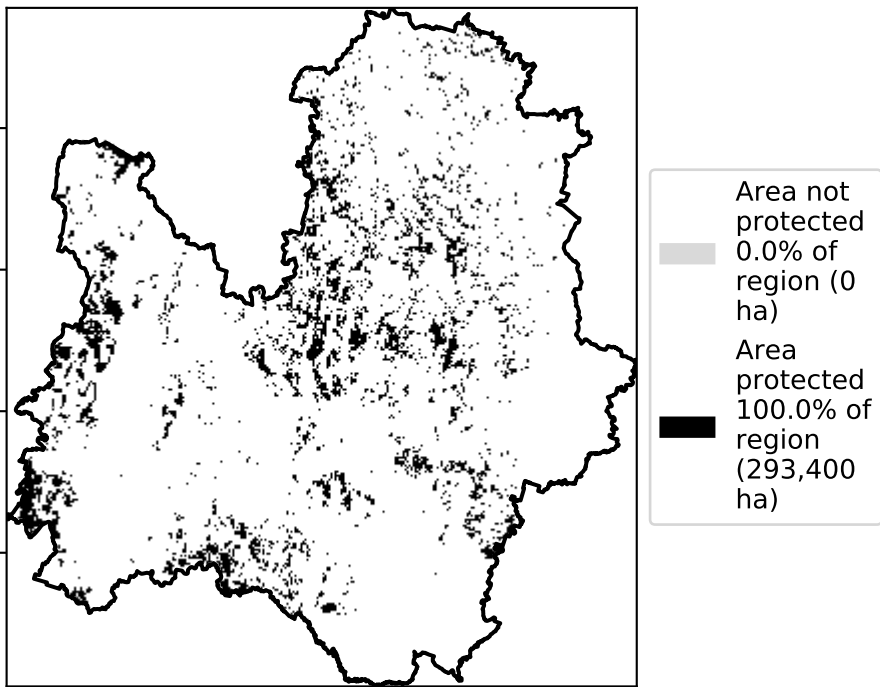 Area not
protected
0.0% of
region (0
ha)
Area
protected
100.0% of
region
(293,400
ha)